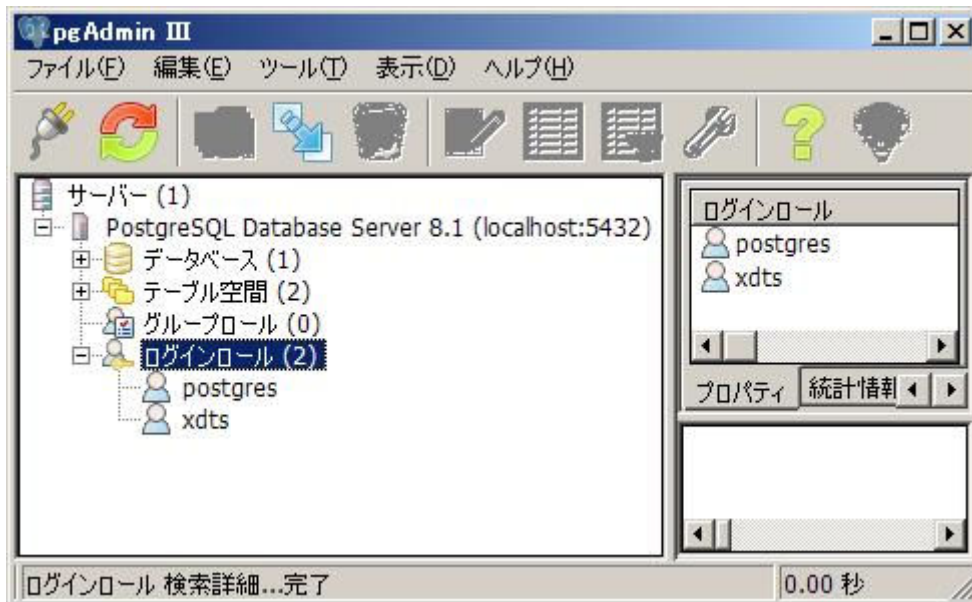 pgAdmin III
ファイル(F) 編集(E) ツール(T) 表示(D) ヘルプ(H)
サーバー (1)
PostgreSQL Database Server 8.1 (localhost:5432)
データベース (1)
テーブル空間 (2)
グループロール (0)
ログインロール (2)
postgres
xdts
ログインロール
postgres
xdts
プロパティ 統計情報
ログインロール 検索詳細...完了 0.00 秒